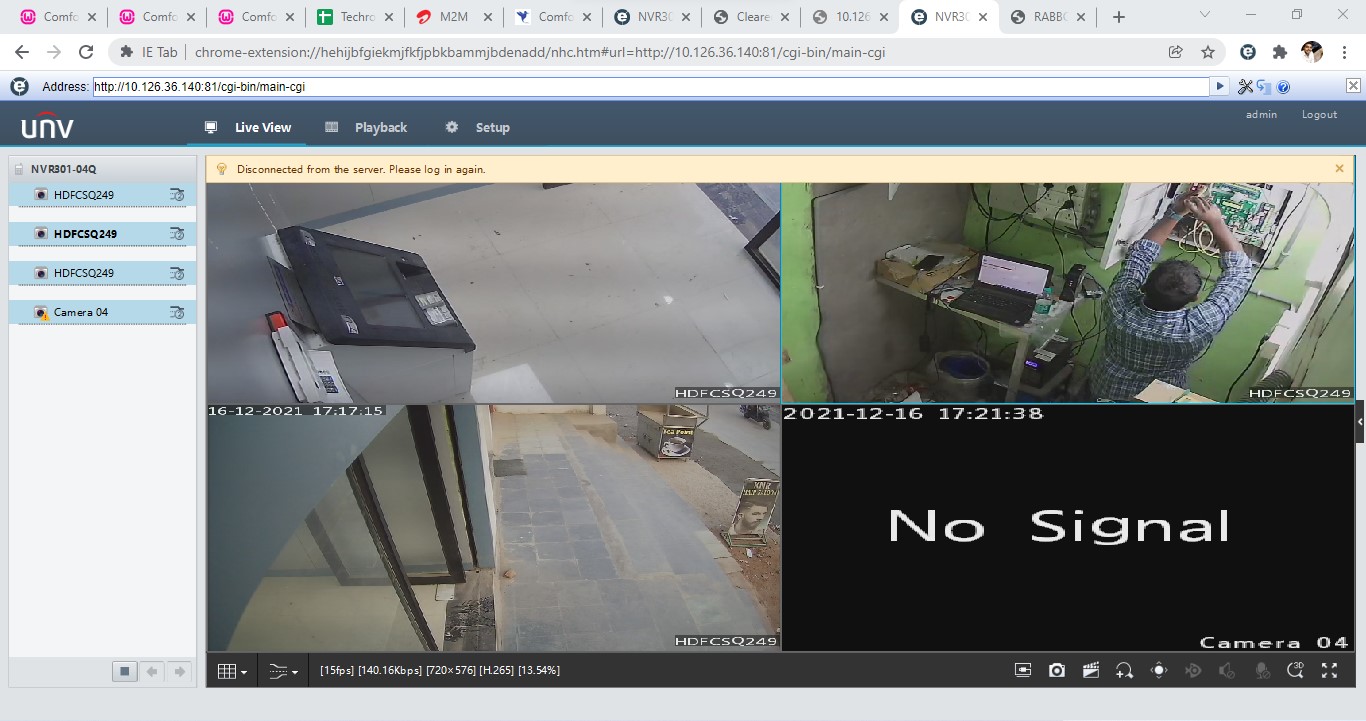 Comfo
Comfo
Comfo
Techro
M2M
Comfo
NVR30
Cleare
10.126
NVR30
RABB
IE Tab
chrome-extension://hehijbfgiekmjfkfjpbkbammjbdenadd/nhc.htm#url=http://10.126.36.140:81/cgi-bin/main-cgi
Address: http://10.126.36.140:81/cgi-bin/main-cgi
unv
Live View
Playback
Setup
admin
Logout
NVR301-04Q
HDFCSQ249
HDFCSQ249
HDFCSQ249
Camera 04
Disconnected from the server. Please log in again.
HDFCSQ249
HDFCSQ249
16-12-2021 17:17:15
HDFCSQ249
2021-12-16 17:21:38
No Signal
Camera 04
[15fps] [140.16Kbps] [720×576] [H.265] [13.54%]
3D